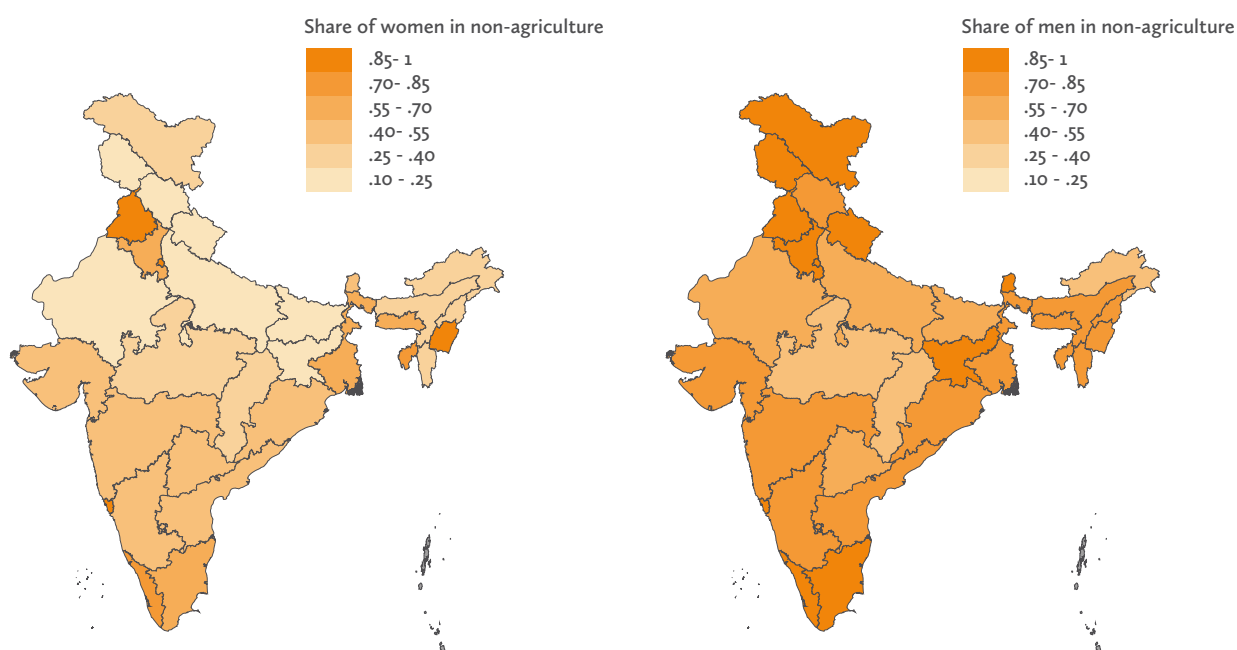 Share of women in non-agriculture
.85- 1
.70- .85
.55 - .70
.40- .55
.25 - .40
.10 - .25
Share of men in non-agriculture
.85- 1
.70- .85
.55 - .70
.40- .55
.25 - .40
.10 - .25